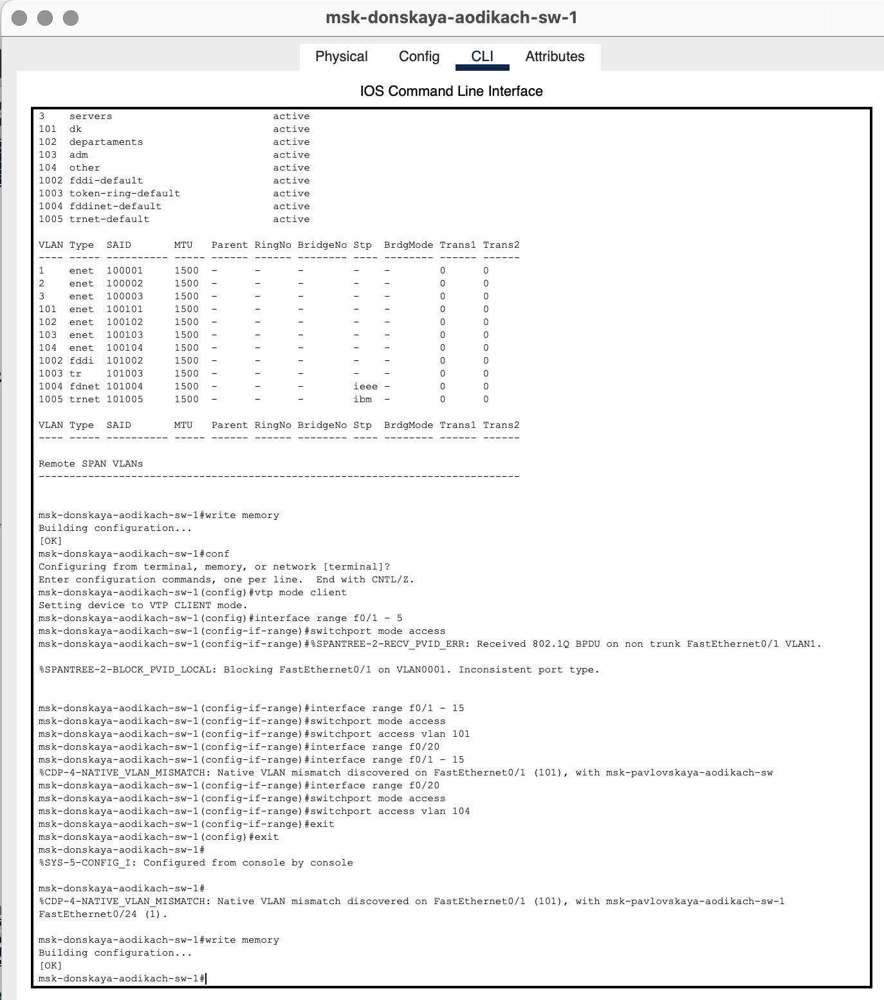 msk-donskaya-aodikach-sw-1
Physical Config CLI Attributes
IOS Command Line Interface
3    servers                          active
101  dk                               active
102  departaments                     active
103  adm                              active
104  other                            active
1002 fddi-default                     active
1003 token-ring-default               active
1004 fddinet-default                  active
1005 trnet-default                    active
VLAN Type  SAID       MTU   Parent RingNo BridgeNo Stp  BrdgMode Trans1 Trans2
---- ----- ---------- ----- ------ ------ -------- ---- -------- ------ ------
1    enet  100001     1500  -      -      -        -    -        0      0
2    enet  100002     1500  -      -      -        -    -        0      0
3    enet  100003     1500  -      -      -        -    -        0      0
101  enet  100101     1500  -      -      -        -    -        0      0
102  enet  100102     1500  -      -      -        -    -        0      0
103  enet  100103     1500  -      -      -        -    -        0      0
104  enet  100104     1500  -      -      -        -    -        0      0
1002 fddi  101002     1500  -      -      -        -    -        0      0
1003 tr    101003     1500  -      -      -        -    -        0      0
1004 fdnet 101004     1500  -      -      -        ieee -        0      0
1005 trnet 101005     1500  -      -      -        ibm  -        0      0
VLAN Type  SAID       MTU   Parent RingNo BridgeNo Stp  BrdgMode Trans1 Trans2
---- ----- ---------- ----- ------ ------ -------- ---- -------- ------ ------
Remote SPAN VLANs
------------------------------------------------------------------------------
msk-donskaya-aodikach-sw-1#write memory
Building configuration...
[OK]
msk-donskaya-aodikach-sw-1#conf
Configuring from terminal, memory, or network [terminal]?
Enter configuration commands, one per line.  End with CNTL/Z.
msk-donskaya-aodikach-sw-1(config)#vtp mode client
Setting device to VTP CLIENT mode.
msk-donskaya-aodikach-sw-1(config)#interface range f0/1 - 5
msk-donskaya-aodikach-sw-1(config-if-range)#switchport mode access
msk-donskaya-aodikach-sw-1(config-if-range)#%SPANTREE-2-RECV_PVID_ERR: Received 802.1Q BPDU on non trunk FastEthernet0/1 VLAN1.
%SPANTREE-2-BLOCK_PVID_LOCAL: Blocking FastEthernet0/1 on VLAN0001. Inconsistent port type.
msk-donskaya-aodikach-sw-1(config-if-range)#interface range f0/1 - 15
msk-donskaya-aodikach-sw-1(config-if-range)#switchport mode access
msk-donskaya-aodikach-sw-1(config-if-range)#switchport access vlan 101
msk-donskaya-aodikach-sw-1(config-if-range)#interface range f0/20
msk-donskaya-aodikach-sw-1(config-if-range)#interface range f0/1 - 15
%CDP-4-NATIVE_VLAN_MISMATCH: Native VLAN mismatch discovered on FastEthernet0/1 (101), with msk-pavlovskaya-aodikach-sw
msk-donskaya-aodikach-sw-1(config-if-range)#interface range f0/20
msk-donskaya-aodikach-sw-1(config-if-range)#switchport mode access
msk-donskaya-aodikach-sw-1(config-if-range)#switchport access vlan 104
msk-donskaya-aodikach-sw-1(config-if-range)#exit
msk-donskaya-aodikach-sw-1(config)#exit
msk-donskaya-aodikach-sw-1#
%SYS-5-CONFIG_I: Configured from console by console
msk-donskaya-aodikach-sw-1#
%CDP-4-NATIVE_VLAN_MISMATCH: Native VLAN mismatch discovered on FastEthernet0/1 (101), with msk-pavlovskaya-aodikach-sw-1
FastEthernet0/24 (1).
msk-donskaya-aodikach-sw-1#write memory
Building configuration...
[OK]
msk-donskaya-aodikach-sw-1#